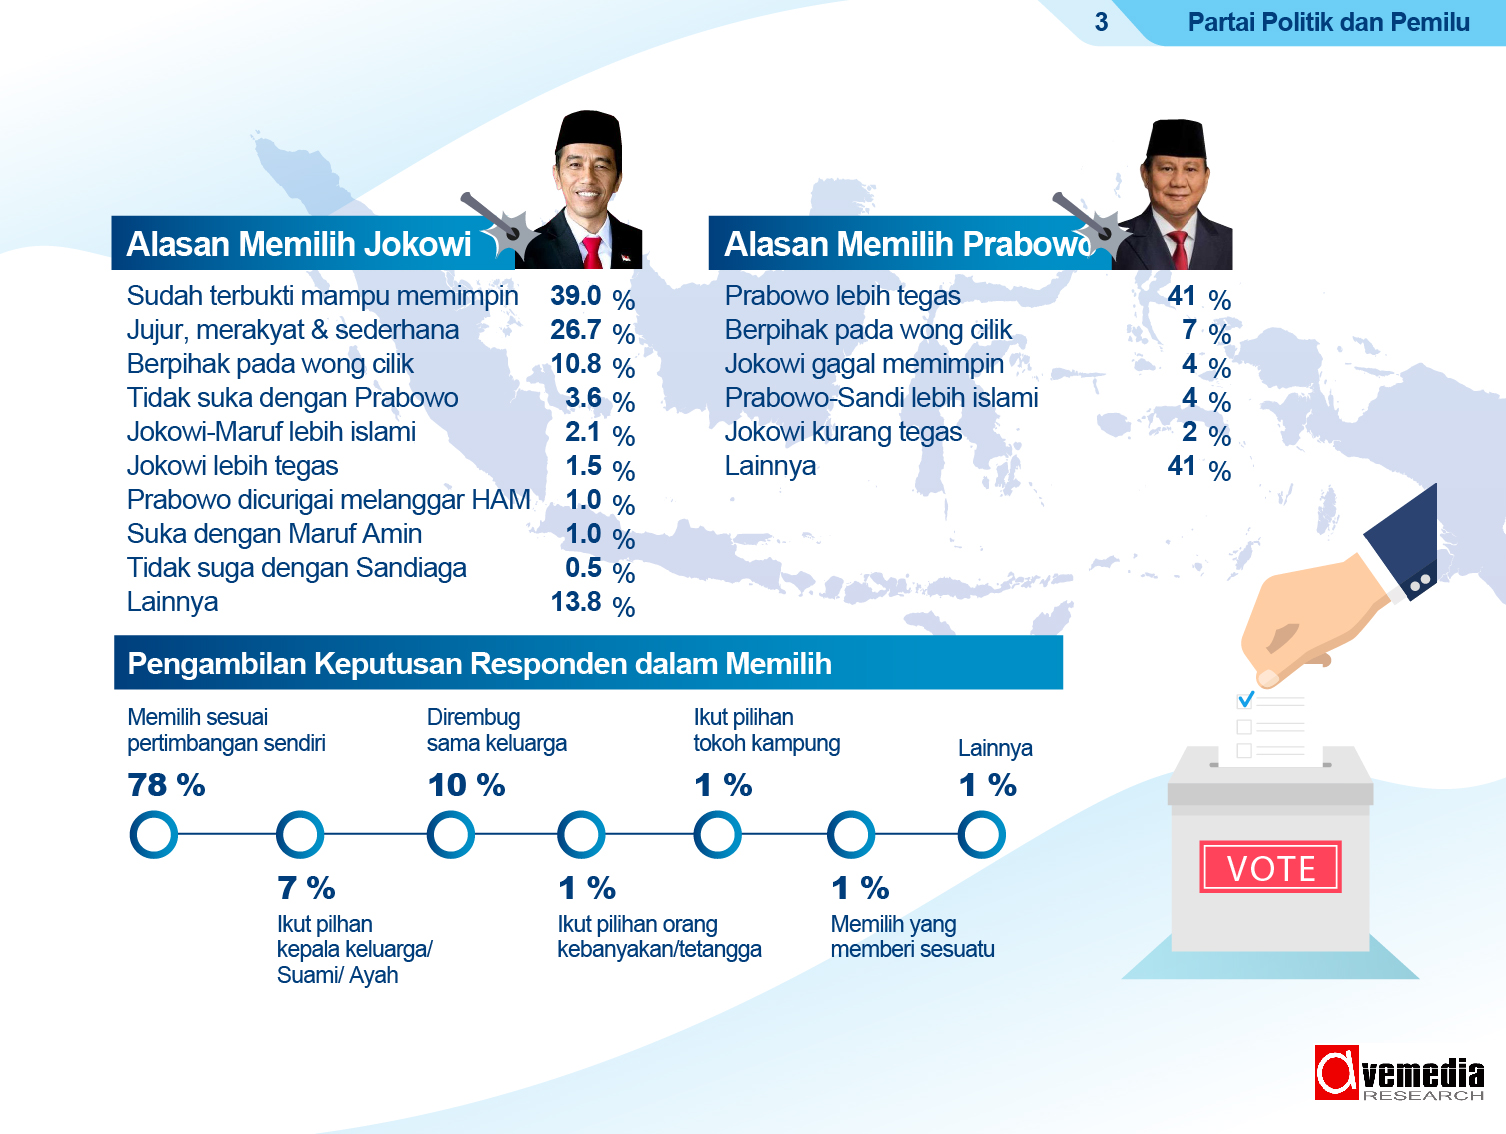 3 Partai Politik dan Pemilu
Alasan Memilih Jokowi
Sudah terbukti mampu memimpin 39.0 %
Jujur, merakyat & sederhana 26.7 %
Berpihak pada wong cilik 10.8 %
Tidak suka dengan Prabowo 3.6 %
Jokowi-Maruf lebih islami 2.1 %
Jokowi lebih tegas 1.5 %
Prabowo dicurigai melanggar HAM 1.0 %
Suka dengan Maruf Amin 1.0 %
Tidak suga dengan Sandiaga 0.5 %
Lainnya 13.8 %
Alasan Memilih Prabowo
Prabowo lebih tegas 41 %
Berpihak pada wong cilik 7 %
Jokowi gagal memimpin 4 %
Prabowo-Sandi lebih islami 4 %
Jokowi kurang tegas 2 %
Lainnya 41 %
Pengambilan Keputusan Responden dalam Memilih
Memilih sesuai
pertimbangan sendiri
78 %
7 %
Ikut pilhan
kepala keluarga/
Suami/ Ayah
Dirembug
sama keluarga
10 %
1 %
Ikut pilihan orang
kebanyakan/tetangga
Ikut pilihan
tokoh kampung
1 %
1 %
Memilih yang
memberi sesuatu
Lainnya
1 %
VOTE
avemedia
RESEARCH